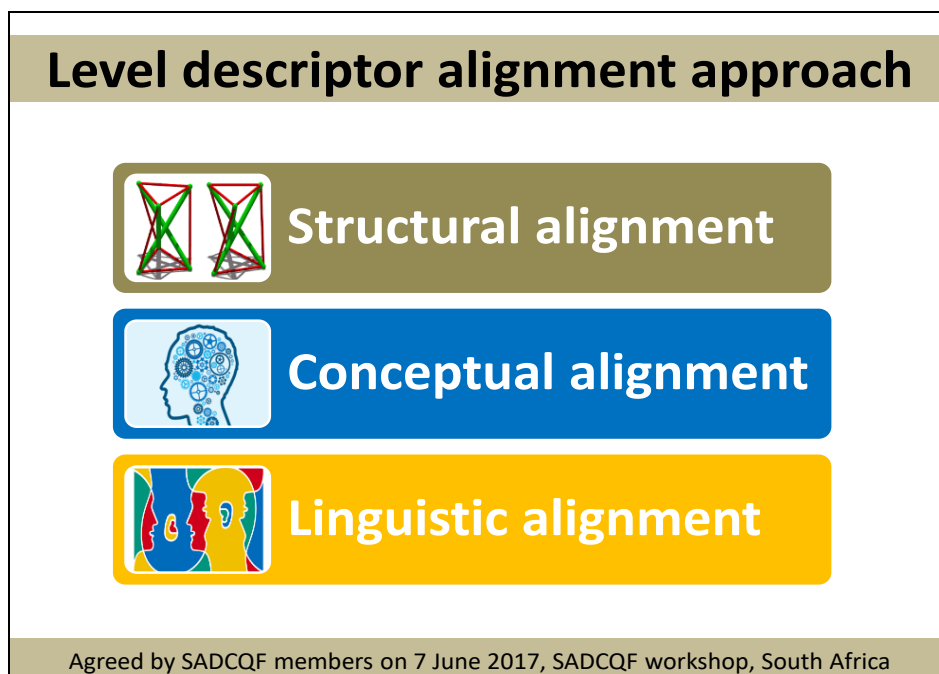 Level descriptor alignment approach
Structural alignment
Conceptual alignment
Linguistic alignment
Agreed by SADCQF members on 7 June 2017, SADCQF workshop, South Africa